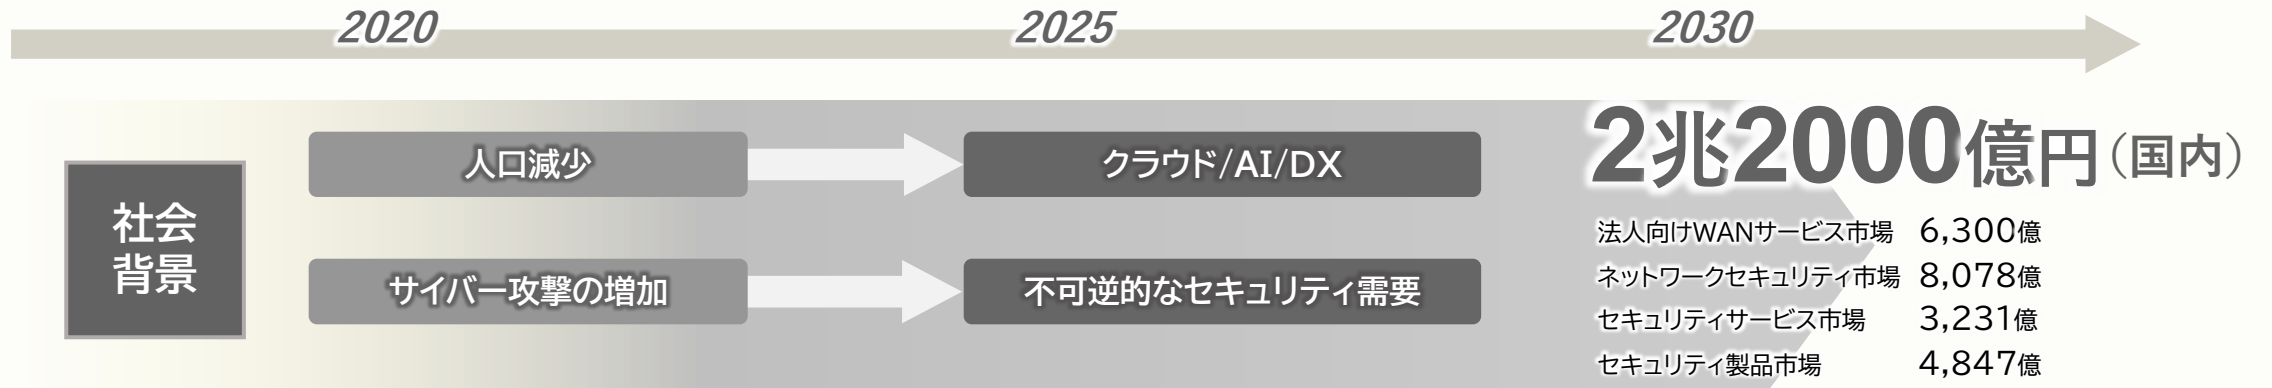 2020
2025
2030
社会
背景
人口減少
クラウド/AI/DX
サイバー攻撃の増加
不可逆的なセキュリティ需要
2兆2000億円(国内)
法人向けWANサービス市場 6,300億
ネットワークセキュリティ市場 8,078億
セキュリティサービス市場 3,231億
セキュリティ製品市場 4,847億